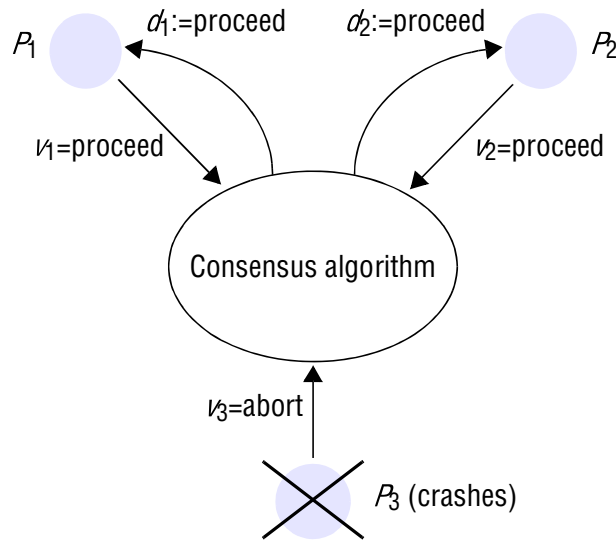 d1:=proceed
d2:=proceed
P1
P2
v1=proceed
v2=proceed
Consensus algorithm
v3=abort
P3 (crashes)